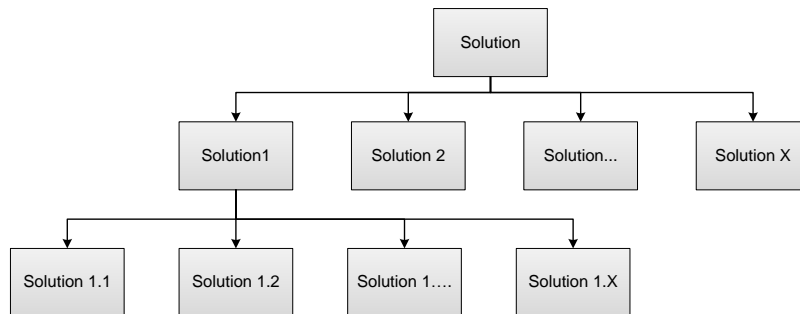 Solution
Solution1
Solution 2
Solution...
Solution X
Solution 1.1
Solution 1.2
Solution 1....
Solution 1.X